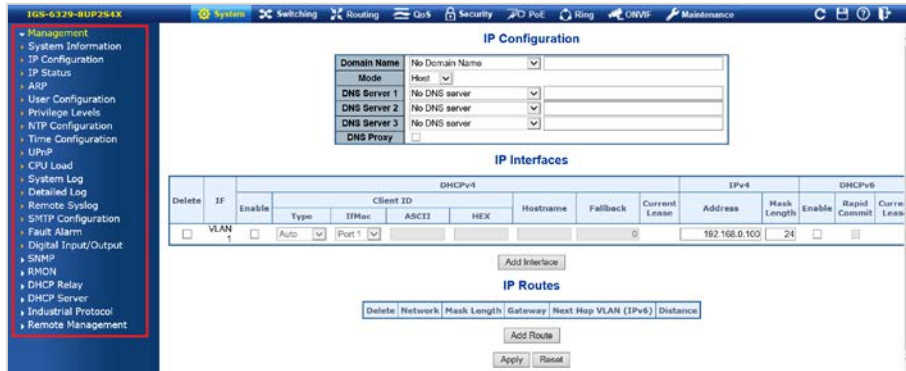 IGS-6329-8UP2S4X
System Switching Routing QoS Security PoE Ring ONVIF Maintenance
Management
System Information
IP Configuration
IP Status
ARP
User Configuration
Privilege Levels
NTP Configuration
Time Configuration
UPnP
CPU Load
System Log
Detailed Log
Remote Syslog
SMTP Configuration
Fault Alarm
Digital Input/Output
SNMP
RMON
DHCP Relay
DHCP Server
Industrial Protocol
Remote Management
IP Configuration
Domain Name No Domain Name
Mode Host
DNS Server 1 No DNS server
DNS Server 2 No DNS server
DNS Server 3 No DNS server
DNS Proxy
IP Interfaces
DHCPv4 IPv4 DHCPv6
Delete IF Enable Client ID Hostname Fallback Current Lease Address Mask Length Enable Rapid Commit Curre Leas
Type IfMac ASCII HEX
VLAN 1 Auto Port 1 0 192.168.0.100 24
Add Interface
IP Routes
Delete Network Mask Length Gateway Next Hop VLAN (IPv6) Distance
Add Route
Apply Reset